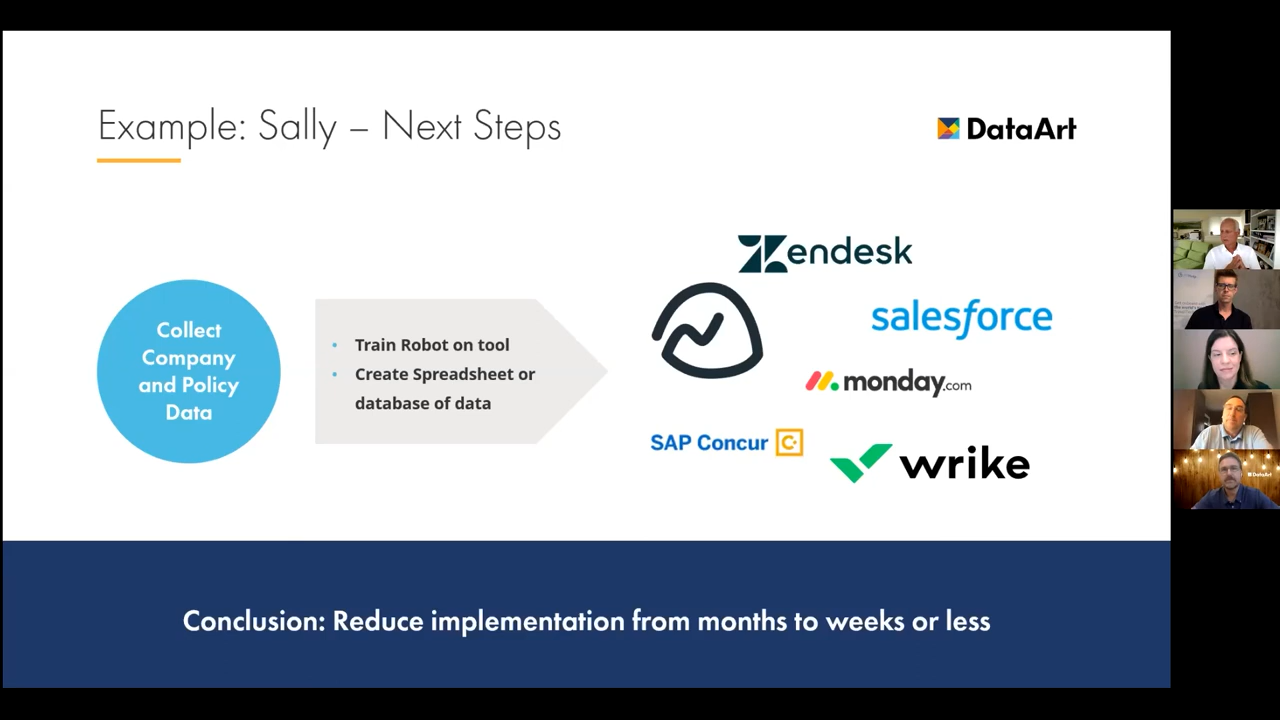 Example: Sally – Next Steps
DataArt
Collect
Company
and Policy
Data
• Train Robot on tool
• Create Spreadsheet or
database of data
zendesk
salesforce
monday.com
SAP Concur C.
wrike
DataArt
Conclusion: Reduce implementation from months to weeks or less